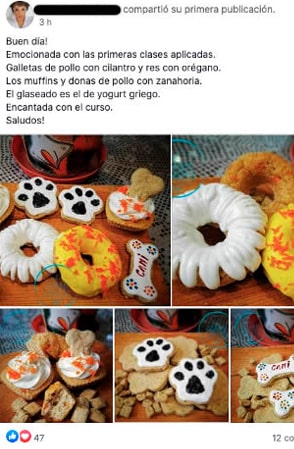 compartió su primera publicación.
3 h
Buen día!
Emocionada con las primeras clases aplicadas.
Galletas de pollo con cilantro y res con orégano.
Los muffins y donas de pollo con zanahoria.
El glaseado es el de yogurt griego.
Encantada con el curso.
Saludos!
CAMI
CAMI
47
co